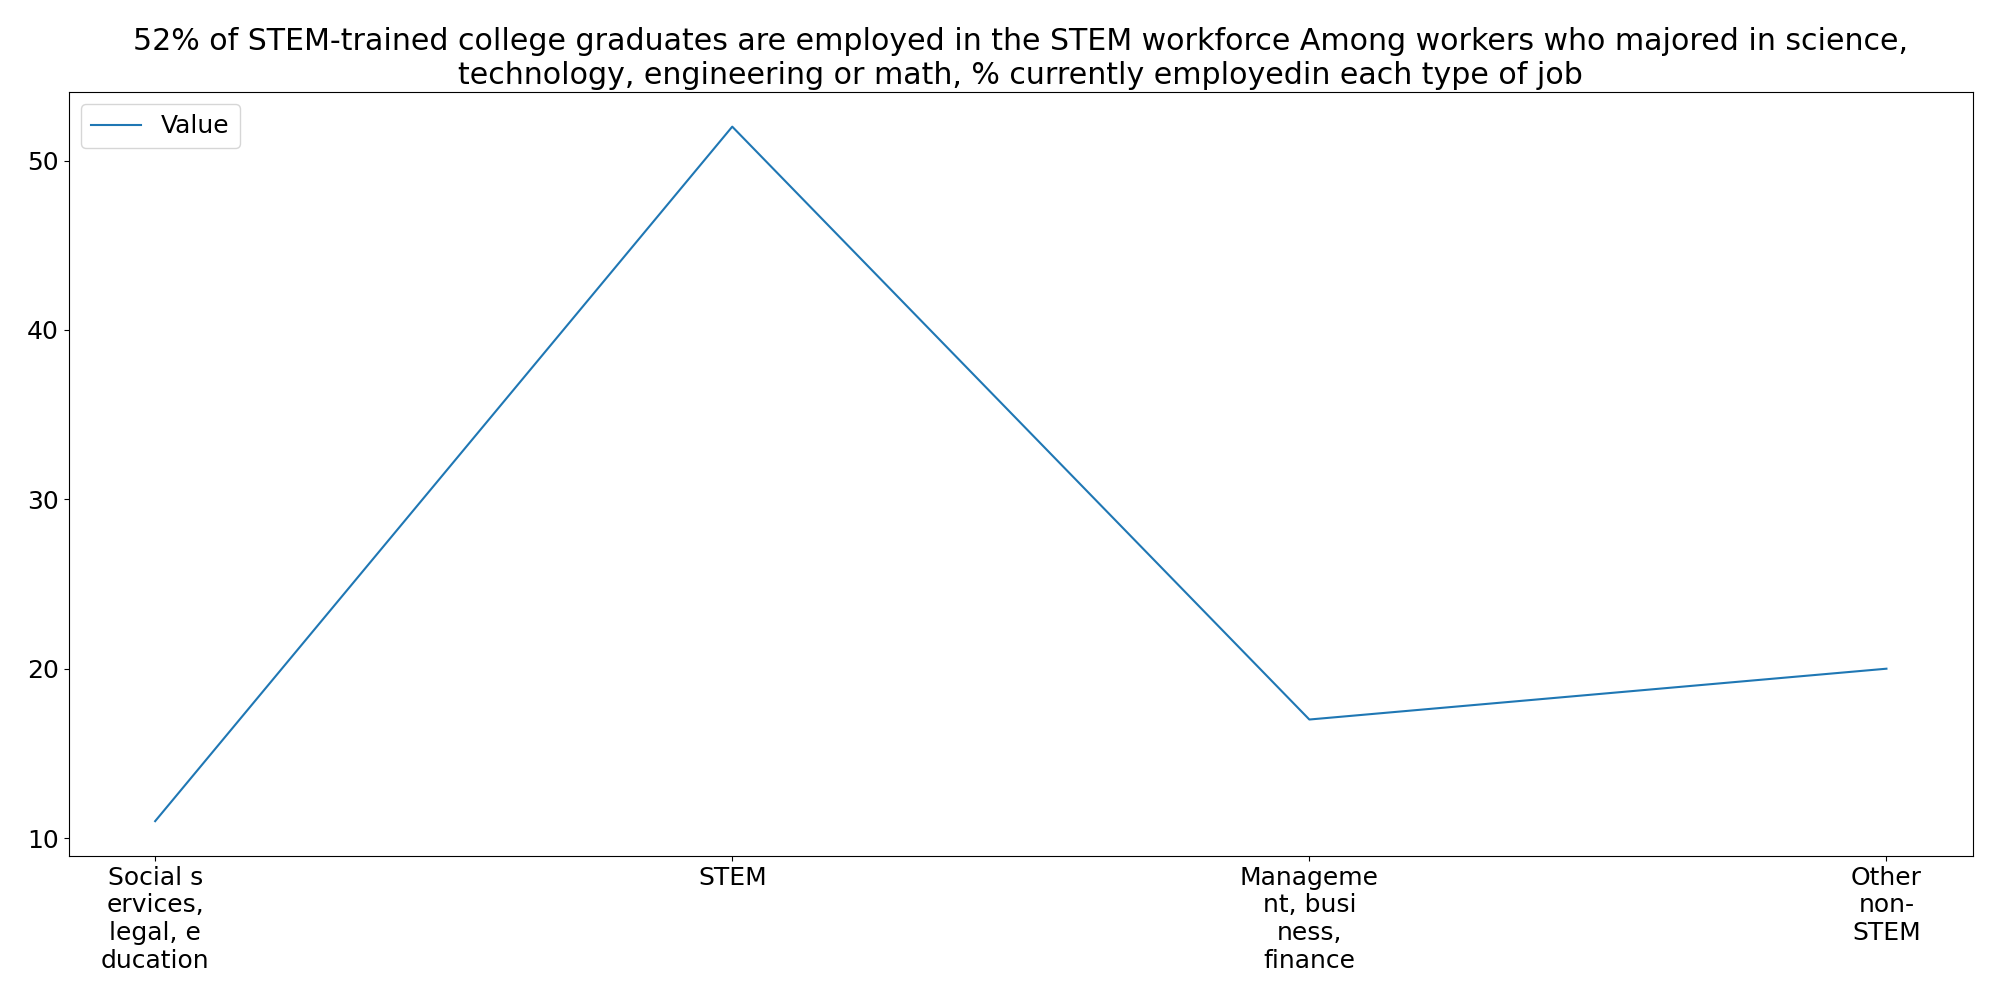 52% of STEM-trained college graduates are employed in the STEM workforce Among workers who majored in science,
technology, engineering or math, % currently employedin each type of job
Value
50
40
30
20
10
Social s
ervices,
legal, e
ducation
STEM
Manageme
nt, busi
ness,
finance
Other
non-
STEM